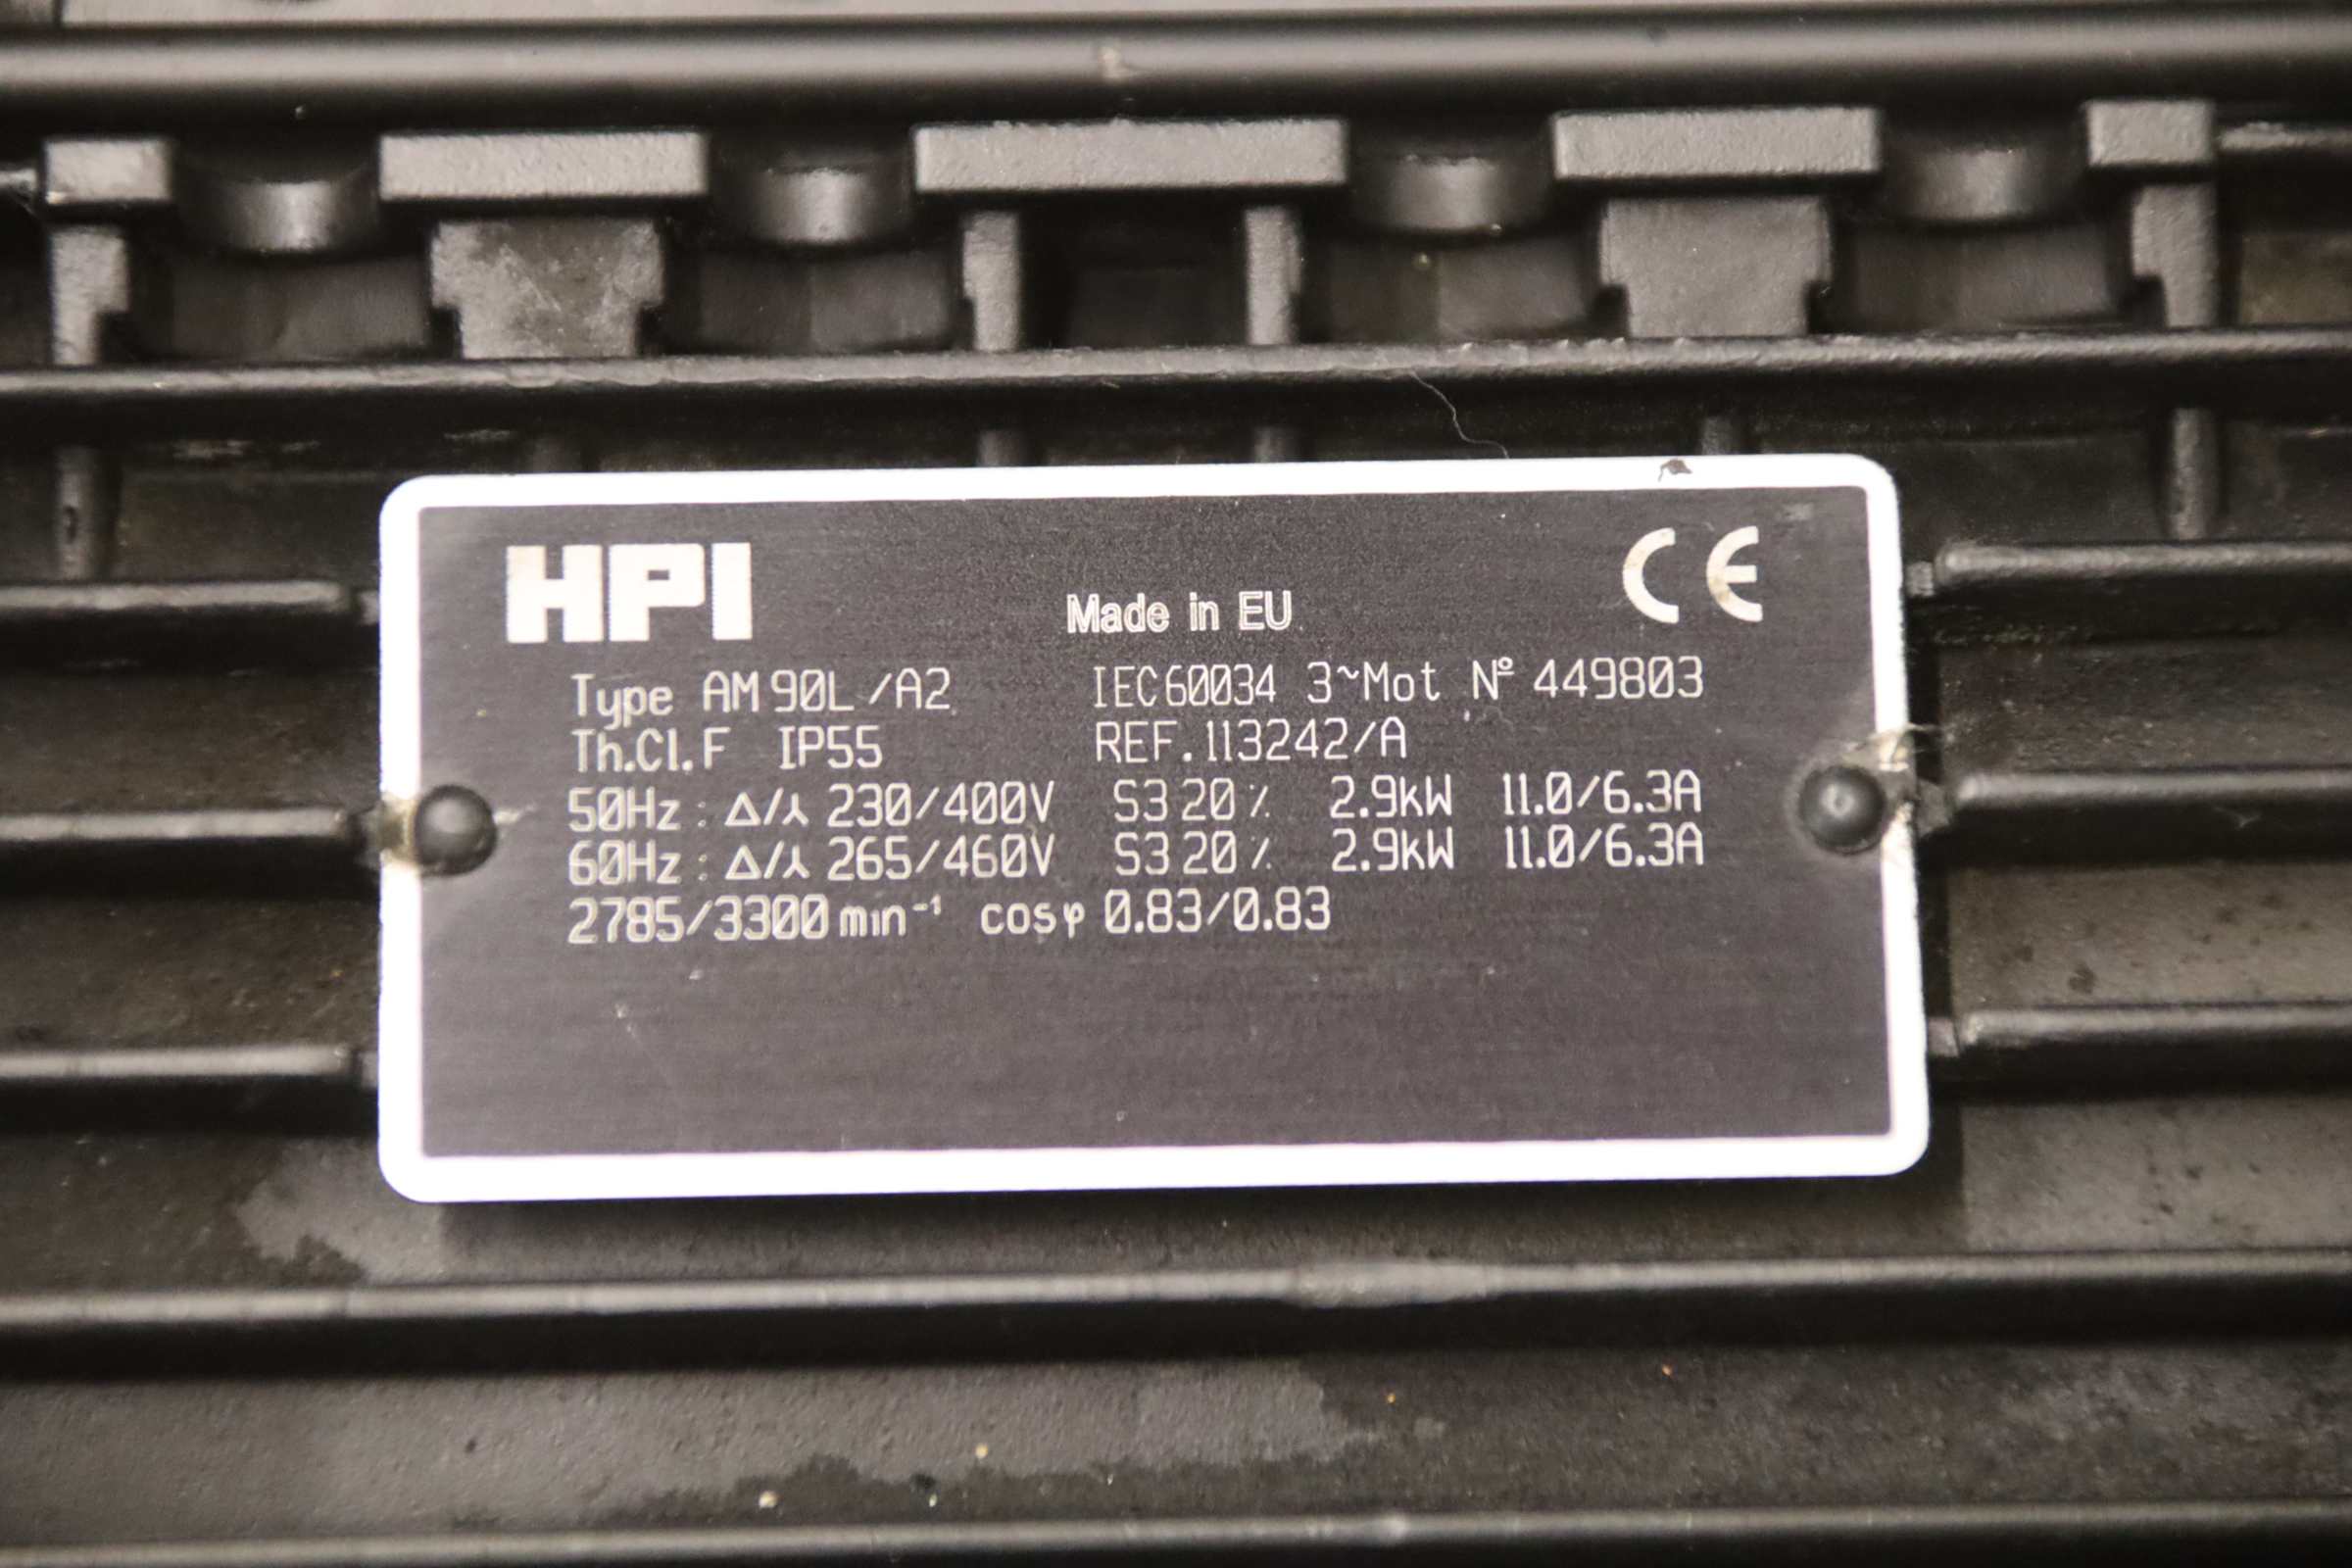 HPI
Made in EU
CE
Type AM 90L /A2 IEC 60034 3~Mot Nº 449803
Th.Cl. F IP55 REF. 113242/A
50Hz : Δ/⅄ 230/400V S3 20 % 2.9kW 11.0/6.3A
60Hz : Δ/⅄ 265/460V S3 20 % 2.9kW 11.0/6.3A
2785/3300 min⁻¹ cosφ 0.83/0.83